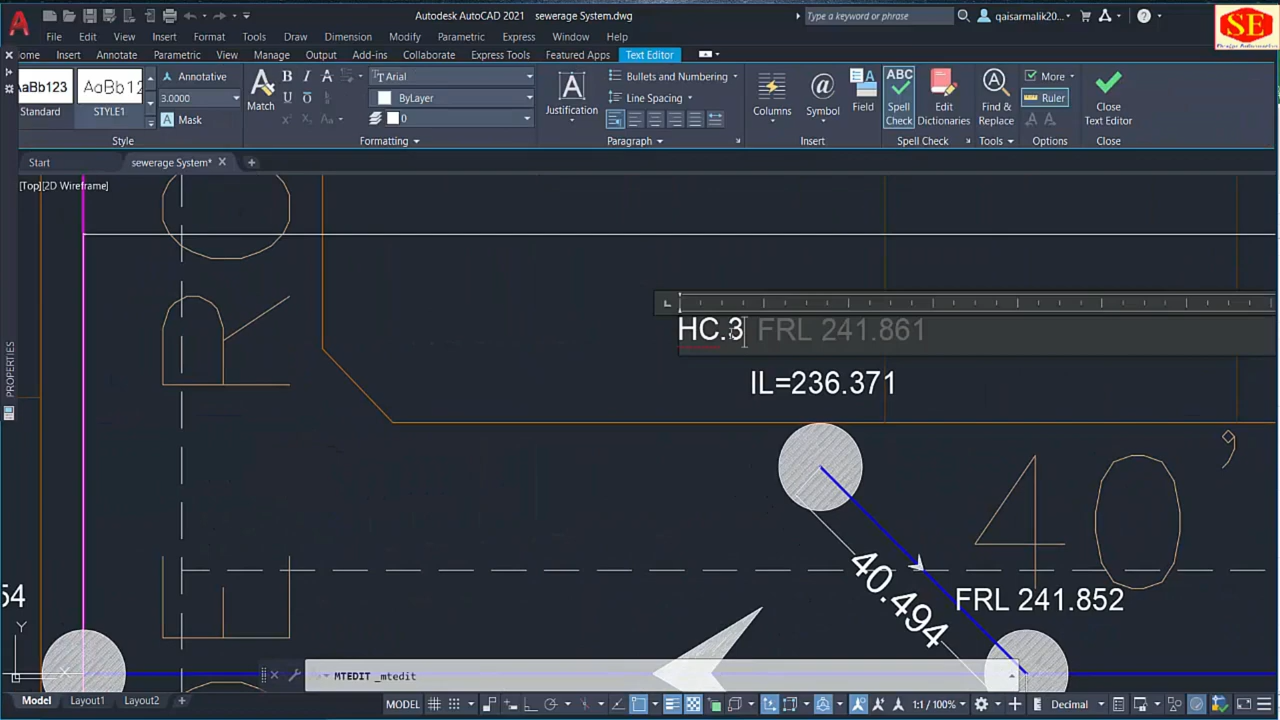 Autodesk AutoCAD 2021 sewerage System.dwg
Type a keyword or phrase
qaisarmalik20...
SE
File Edit View Insert Format Tools Draw Dimension Modify Parametric Window Help Express
ome Insert Annotate Parametric View Manage Output Add-ins Collaborate Express Tools Featured Apps Text Editor
AaBb123 AaBb12
Standard STYLE1
Annotative
3.0000
Mask
Style
Match
B I A
U O
Arial
ByLayer
0
Formatting
Justification
Bullets and Numbering
Line Spacing
Paragraph
Columns
Symbol
Field
Insert
ABC
Spell Check
Edit Dictionaries
Spell Check
Find & Replace
Tools
More
Ruler
Options
Close Text Editor
Close
Start sewerage System*
[Top][2D Wireframe]
PROPERTIES
R
HC.3 FRL 241.861
IL=236.371
40'
40.494
FRL 241.852
54
Y
X
MTEDIT _mtedit
Model Layout1 Layout2
MODEL
1:1 / 100%
Decimal